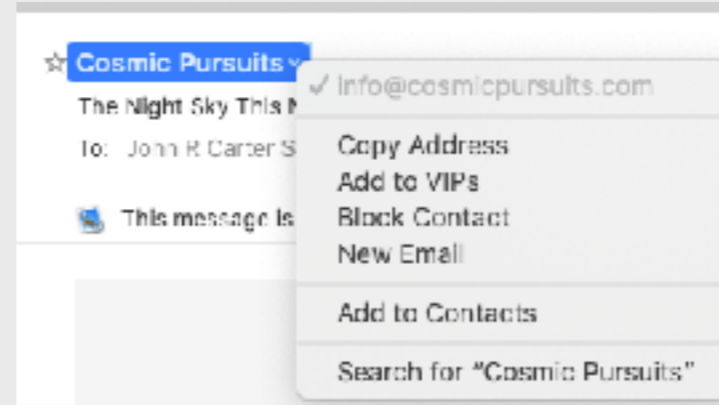 Cosmic Pursuits
info@cosmicpursuits.com
The Night Sky This
To: John R Carter S
Copy Address
Add to VIPs
This message is
Block Contact
New Email
Add to Contacts
Search for “Cosmic Pursuits”